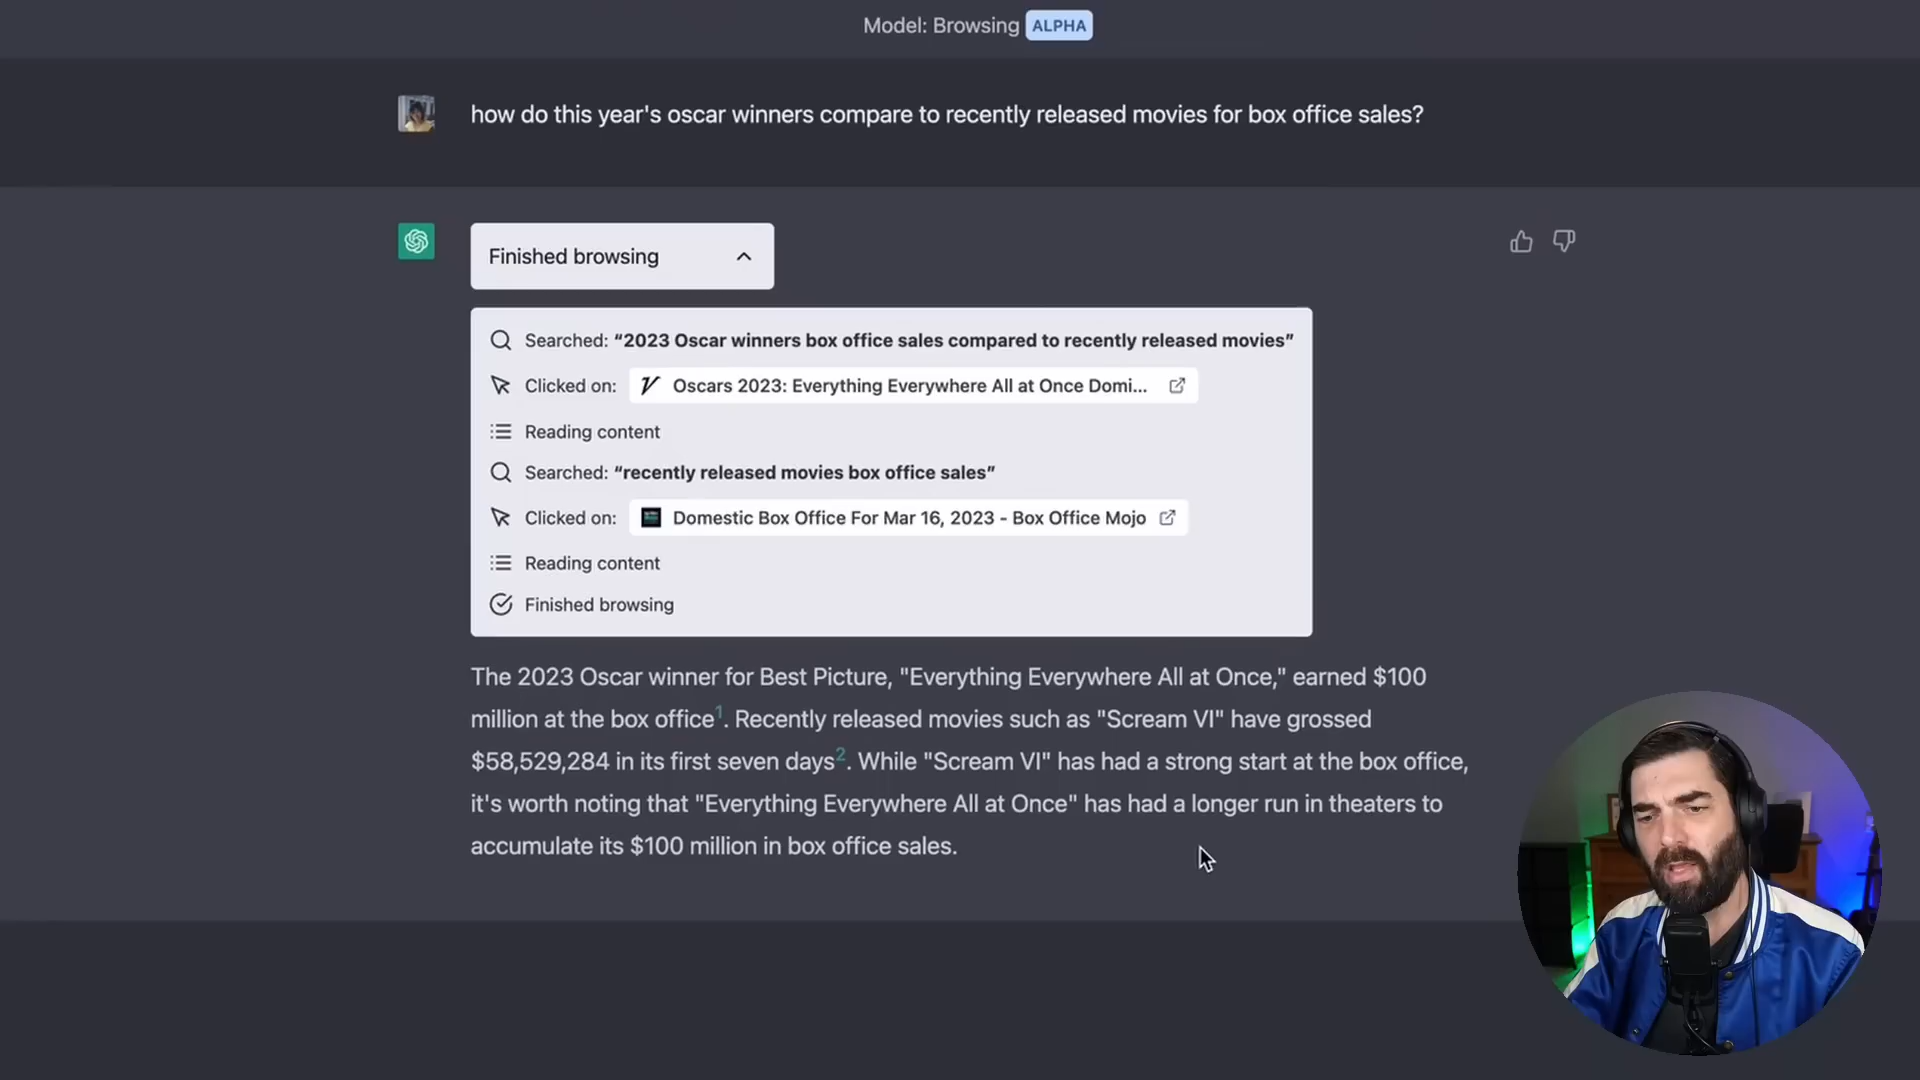 Model: Browsing ALPHA
how do this year's oscar winners compare to recently released movies for box office sales?
Finished browsing
Searched: “2023 Oscar winners box office sales compared to recently released movies”
Clicked on: Oscars 2023: Everything Everywhere All at Once Domi...
Reading content
Searched: “recently released movies box office sales”
Clicked on: Domestic Box Office For Mar 16, 2023 - Box Office Mojo
Reading content
Finished browsing
The 2023 Oscar winner for Best Picture, "Everything Everywhere All at Once," earned $100
million at the box office1. Recently released movies such as "Scream VI" have grossed
$58,529,284 in its first seven days2. While "Scream VI" has had a strong start at the box office,
it's worth noting that "Everything Everywhere All at Once" has had a longer run in theaters to
accumulate its $100 million in box office sales.